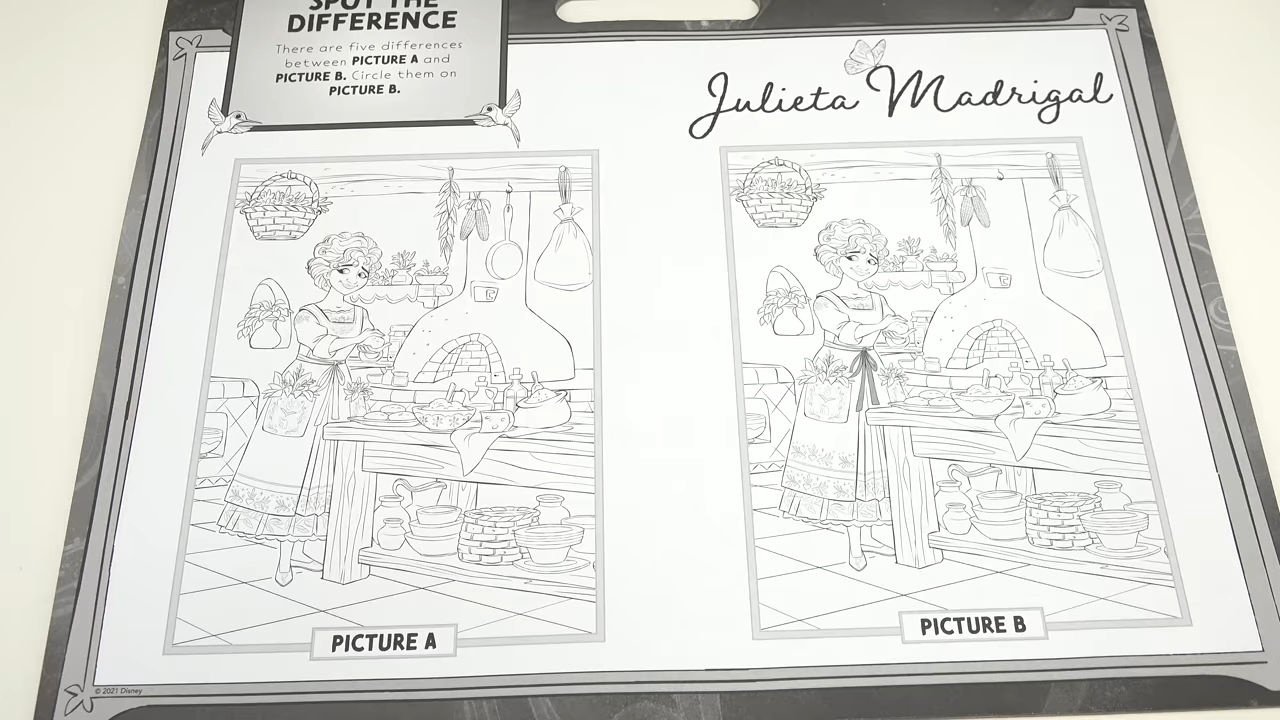 SPOT THE
DIFFERENCE
There are five differences
between PICTURE A and
PICTURE B. Circle them on
PICTURE B.
Julieta Madrigal
PICTURE A
PICTURE B
© 2021 Disney